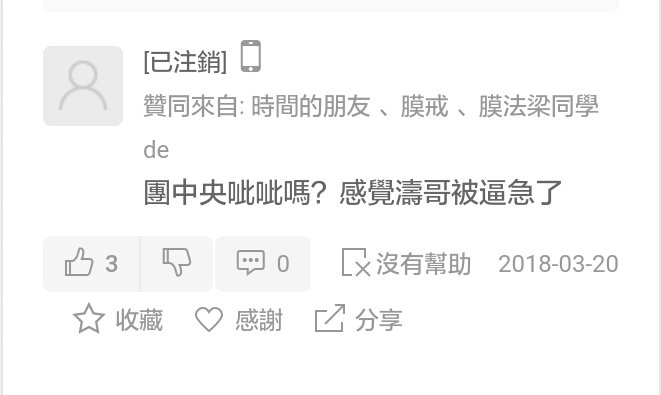 [已注銷]
贊同來自: 時間的朋友 、膜戒 、膜法梁同學
de
團中央呲呲嗎? 感覺濤哥被逼急了
3 0 沒有幫助 2018-03-20
收藏 感謝 分享